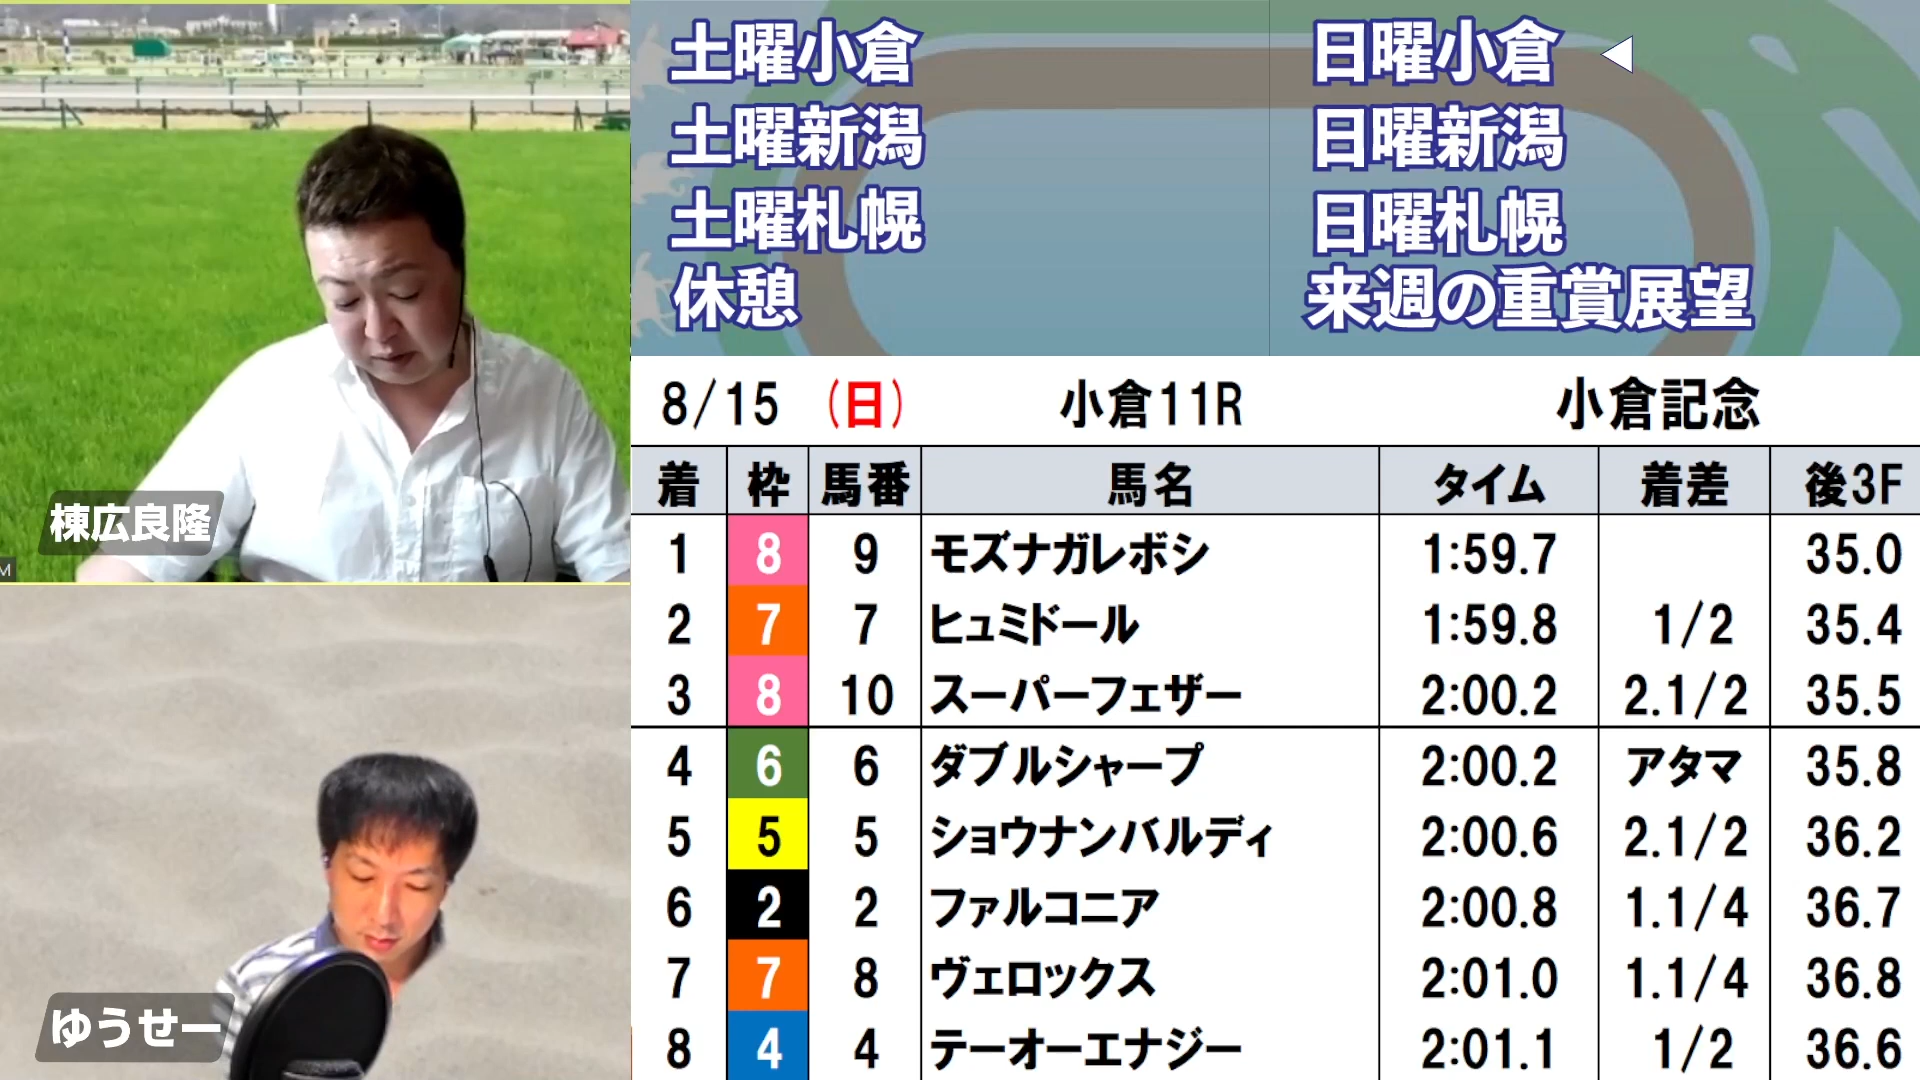 土曜小倉
土曜新潟
土曜札幌
休憩
日曜小倉 ◀
日曜新潟
日曜札幌
来週の重賞展望
8/15 (日) 小倉11R 小倉記念
着 枠 馬番 馬名 タイム 着差 後3F
1 8 9 モズナガレボシ 1:59.7 35.0
2 7 7 ヒュミドール 1:59.8 1/2 35.4
3 8 10 スーパーフェザー 2:00.2 2.1/2 35.5
4 6 6 ダブルシャープ 2:00.2 アタマ 35.8
5 5 5 ショウナンバルディ 2:00.6 2.1/2 36.2
6 2 2 ファルコニア 2:00.8 1.1/4 36.7
7 7 8 ヴェロックス 2:01.0 1.1/4 36.8
8 4 4 テーオーエナジー 2:01.1 1/2 36.6
棟広良隆
M
ゆうせー